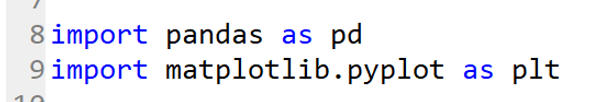 8 import pandas as pd
9 import matplotlib.pyplot as plt